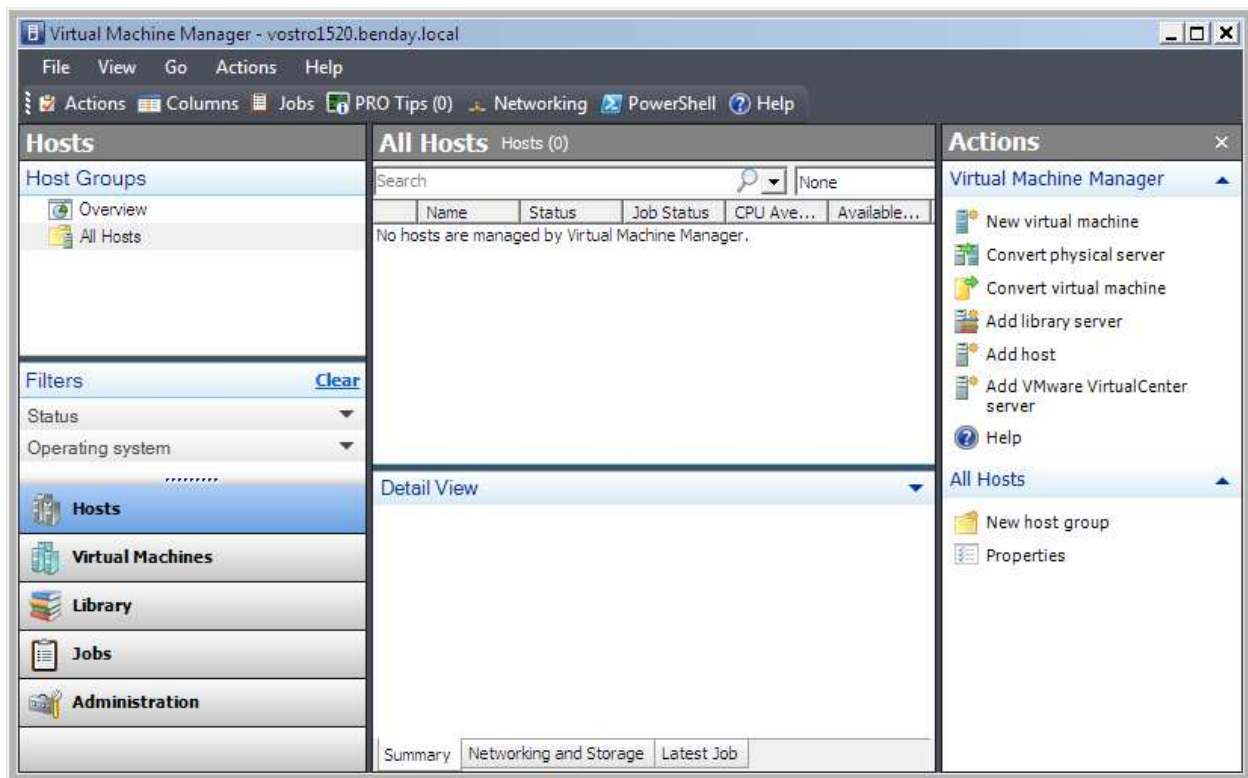 Virtual Machine Manager - vostro1520.benday.local
File View Go Actions Help
Actions Columns Jobs PRO Tips (0) Networking PowerShell Help
Hosts
Host Groups
Overview
All Hosts
Filters Clear
Status
Operating system
Hosts
Virtual Machines
Library
Jobs
Administration
All Hosts Hosts (0)
Search None
Name Status Job Status CPU Ave... Available...
No hosts are managed by Virtual Machine Manager.
Detail View
Summary Networking and Storage Latest Job
Actions
Virtual Machine Manager
New virtual machine
Convert physical server
Convert virtual machine
Add library server
Add host
Add VMware VirtualCenter
server
Help
All Hosts
New host group
Properties